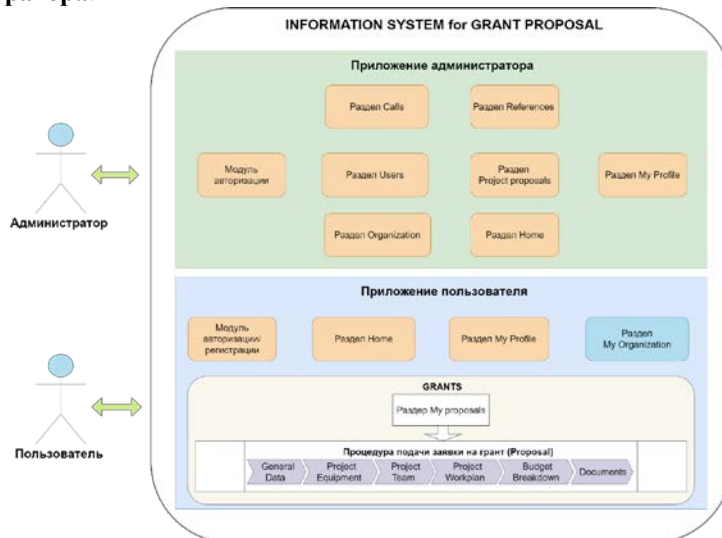 INFORMATION SYSTEM for GRANT PROPOSAL
Приложение администратора
Раздел Calls
Раздел References
Модуль
авторизации
Раздел Users
Раздел
Project proposals
Раздел My Profile
Администратор
Раздел Organization
Раздел Home
Приложение пользователя
Модуль
авторизации/
регистрации
Раздел Home
Раздел My Profile
Раздел
My Organization
GRANTS
Раздер My proposals
Пользователь
Процедура подачи заявки на грант (Proposal)
General
Data
Project
Equipment
Project
Team
Project
Workplan
Budget
Breakdown
Documents